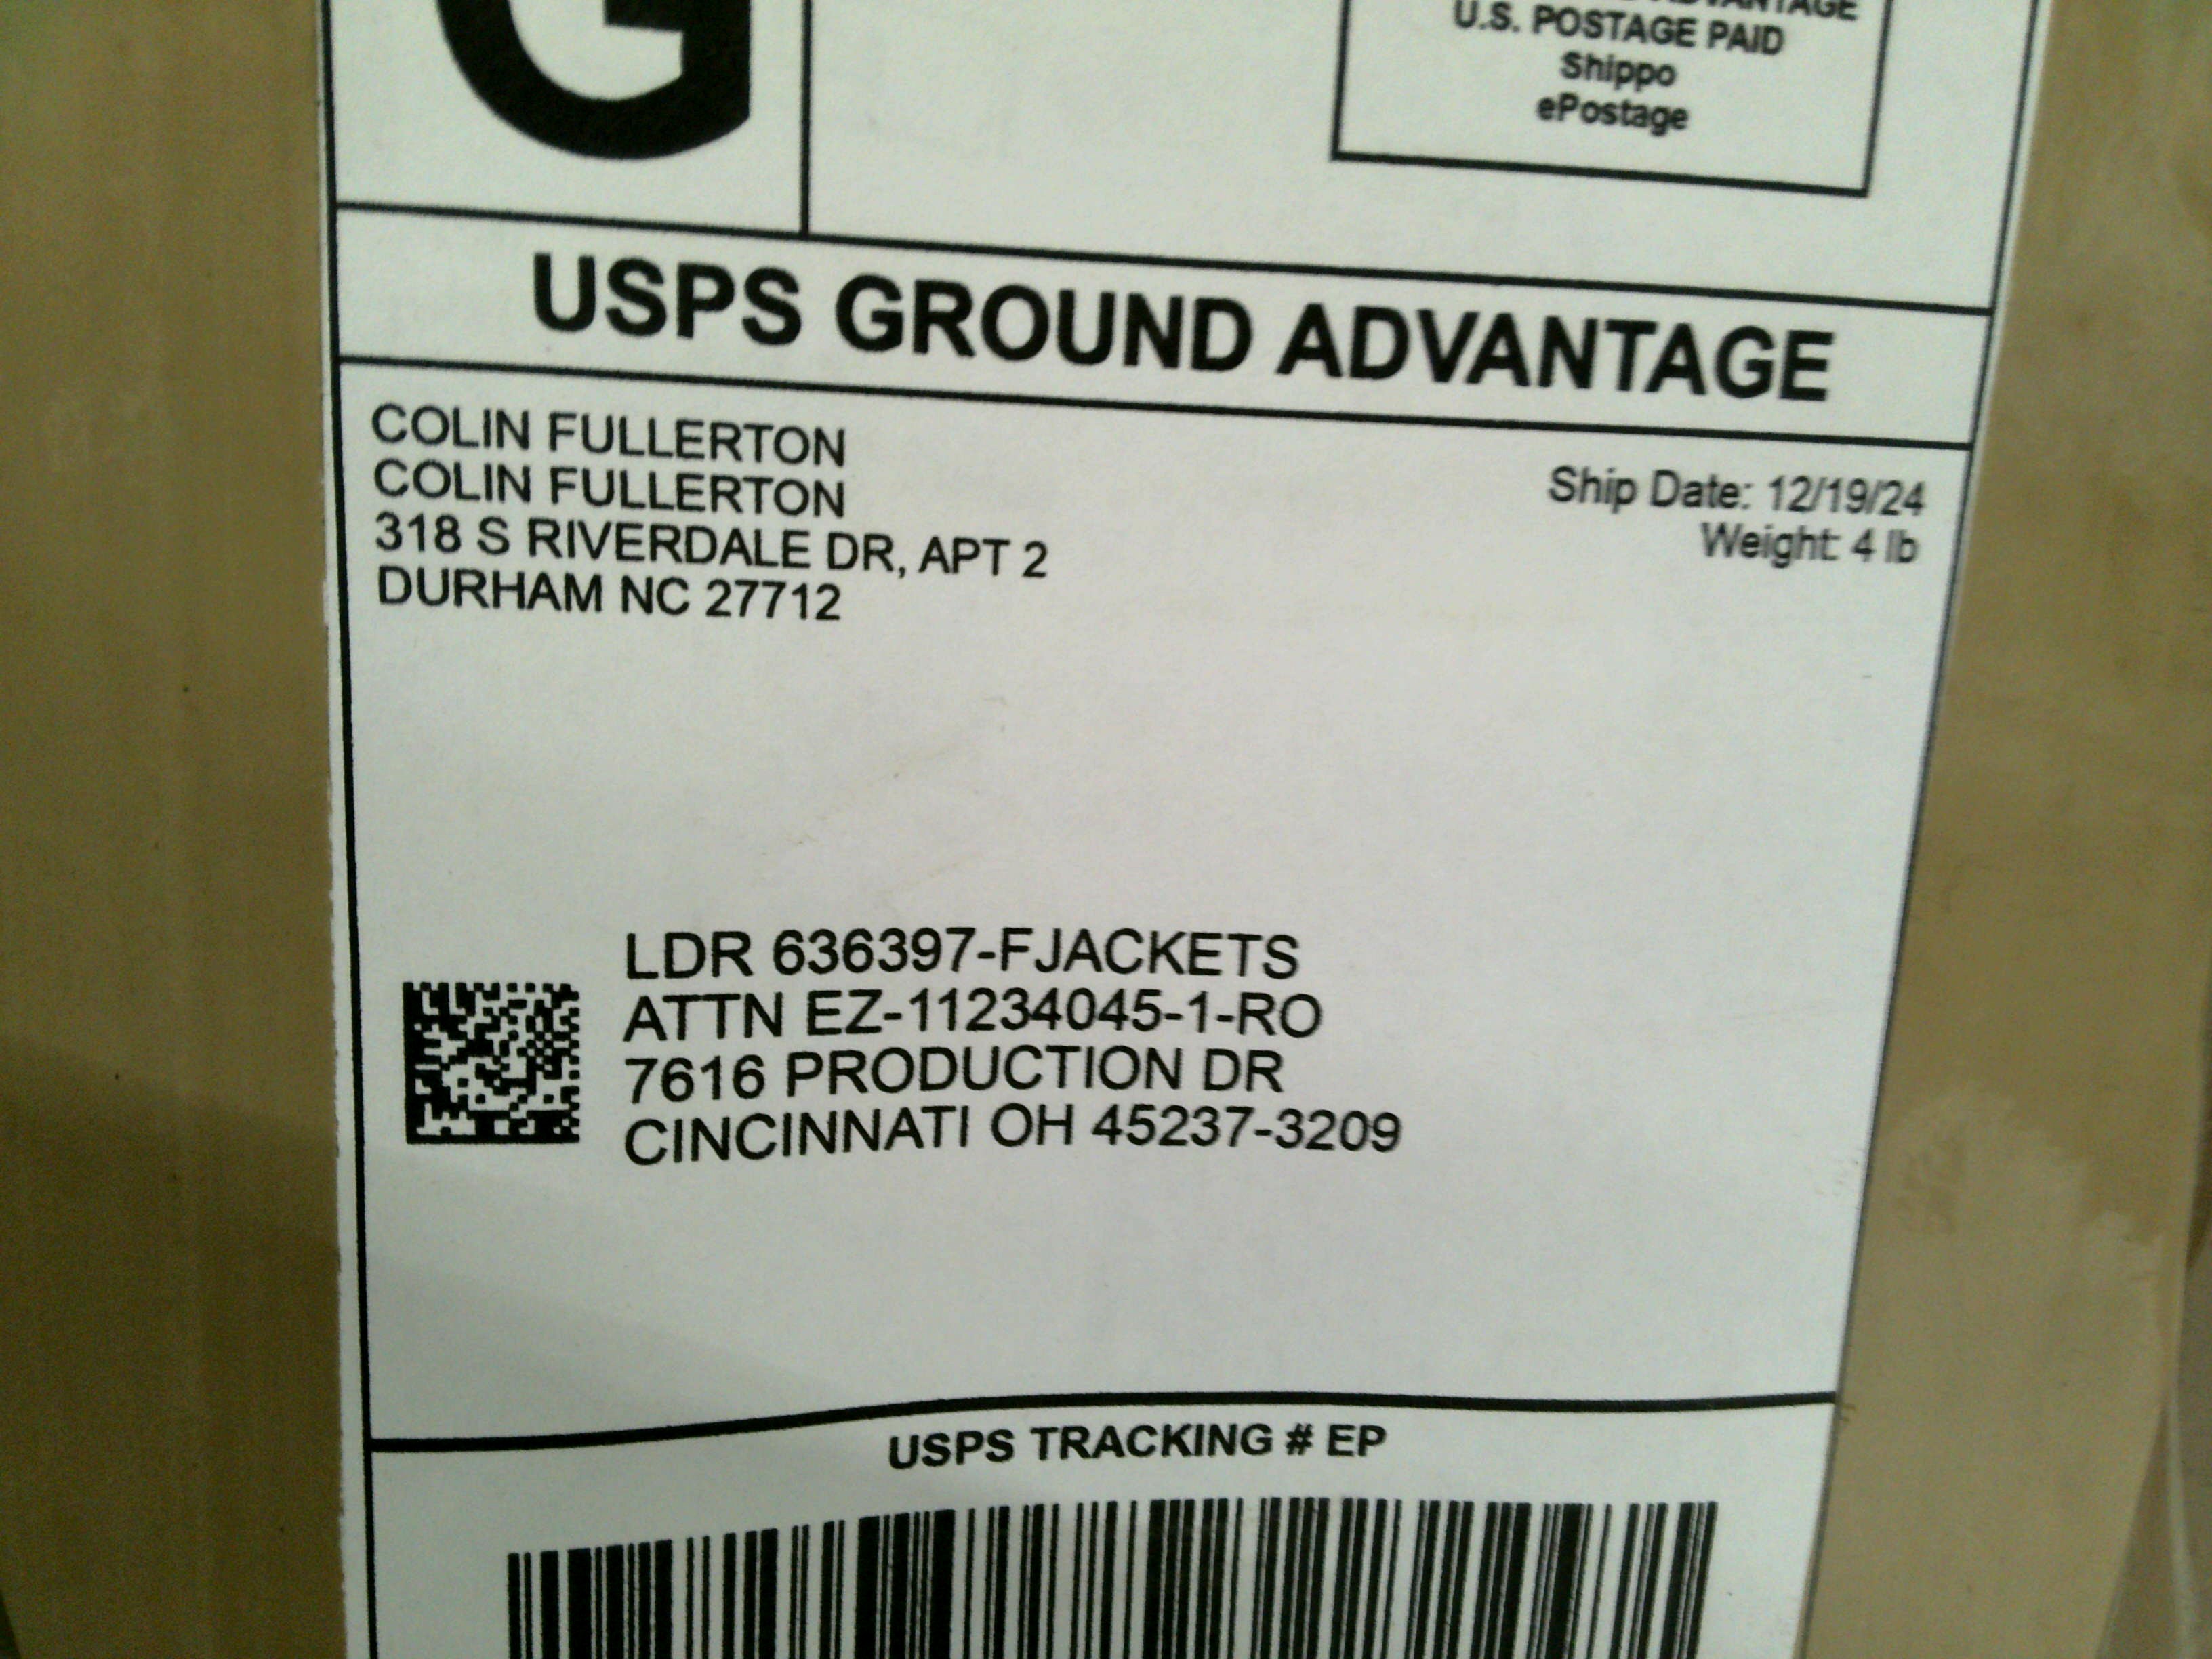 G
ADVANTAGE
U.S. POSTAGE PAID
Shippo
ePostage
USPS GROUND ADVANTAGE
COLIN FULLERTON
COLIN FULLERTON
318 S RIVERDALE DR, APT 2
DURHAM NC 27712
Ship Date: 12/19/24
Weight: 4 lb
LDR 636397-FJACKETS
ATTN EZ-11234045-1-RO
7616 PRODUCTION DR
CINCINNATI OH 45237-3209
USPS TRACKING # EP